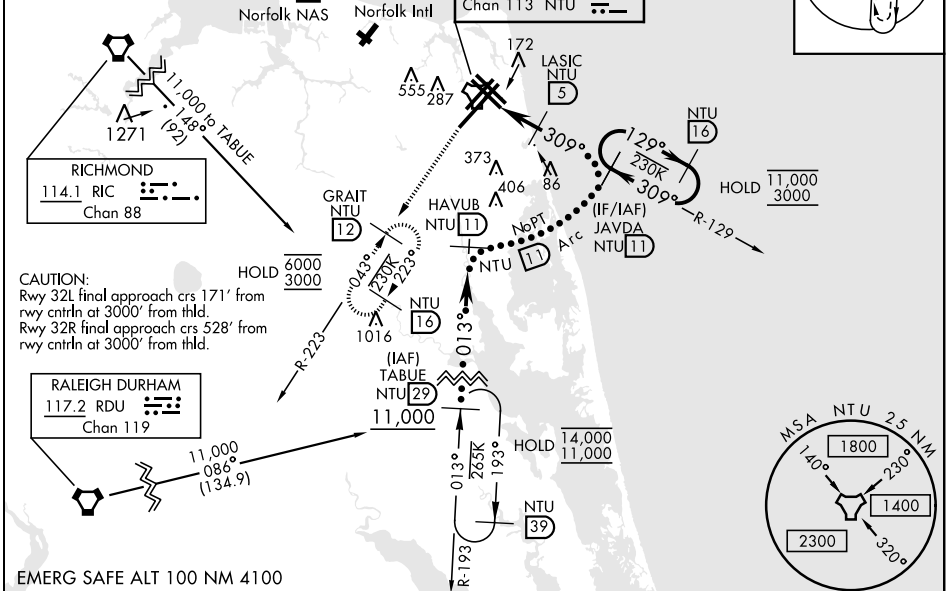 Norfolk NAS
Norfolk Intl
Chan 113 NTU
172
LASIC
NTU
5
555
287
11,000 to TABUE
148°
(92)
1271
309°
129°
230K
309°
NTU
16
HOLD 11,000
3000
R-129
RICHMOND
114.1 RIC
Chan 88
373
406
86
GRAIT
NTU
12
HAVUB
NTU 11
NoPT
NTU 11 Arc
(IF/IAF)
JAVDA
NTU 11
HOLD 6000
3000
043°
230K
223°
NTU
16
1016
R-223
CAUTION:
Rwy 32L final approach crs 171' from
rwy cntrln at 3000' from thld.
Rwy 32R final approach crs 528' from
rwy cntrln at 3000' from thld.
013°
(IAF)
TABUE
NTU 29
11,000
RALEIGH DURHAM
117.2 RDU
Chan 119
11,000
086°
(134.9)
013°
265K
193°
HOLD 14,000
11,000
NTU
39
R-193
MSA NTU 25 NM
1800
140°
230°
1400
2300
320°
EMERG SAFE ALT 100 NM 4100